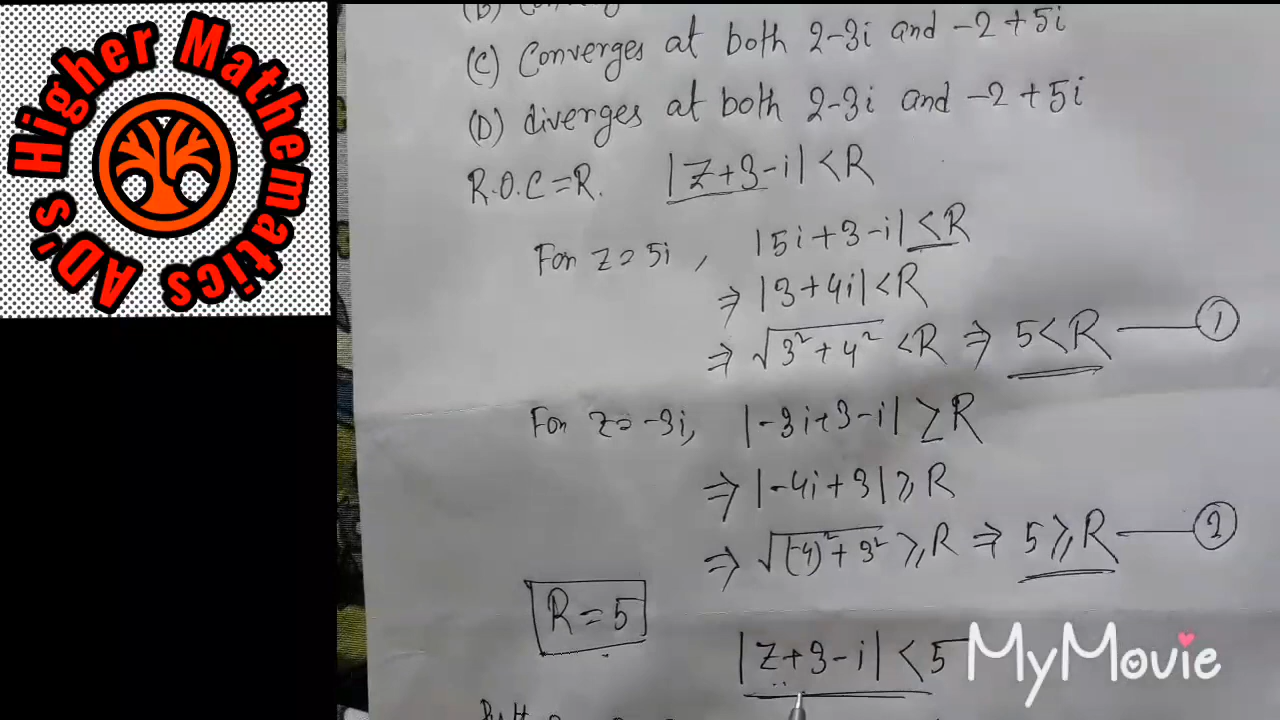 AD's Higher Mathematics
(C) Converges at both 2-3i and -2+5i
(D) diverges at both 2-3i and -2+5i
R.O.C=R. |z+3-i|<R
For z=5i, |5i+3-i|<R
⇒ |3+4i|<R
⇒ √3²+4² <R ⇒ 5<R — ①
For z=-3i, |-3i+3-i| ≥R
⇒ |-4i+3| ≥R
⇒ √(-4)²+3² ≥R ⇒ 5≥R — ②
R=5
|z+3-i|<5
MyMovie